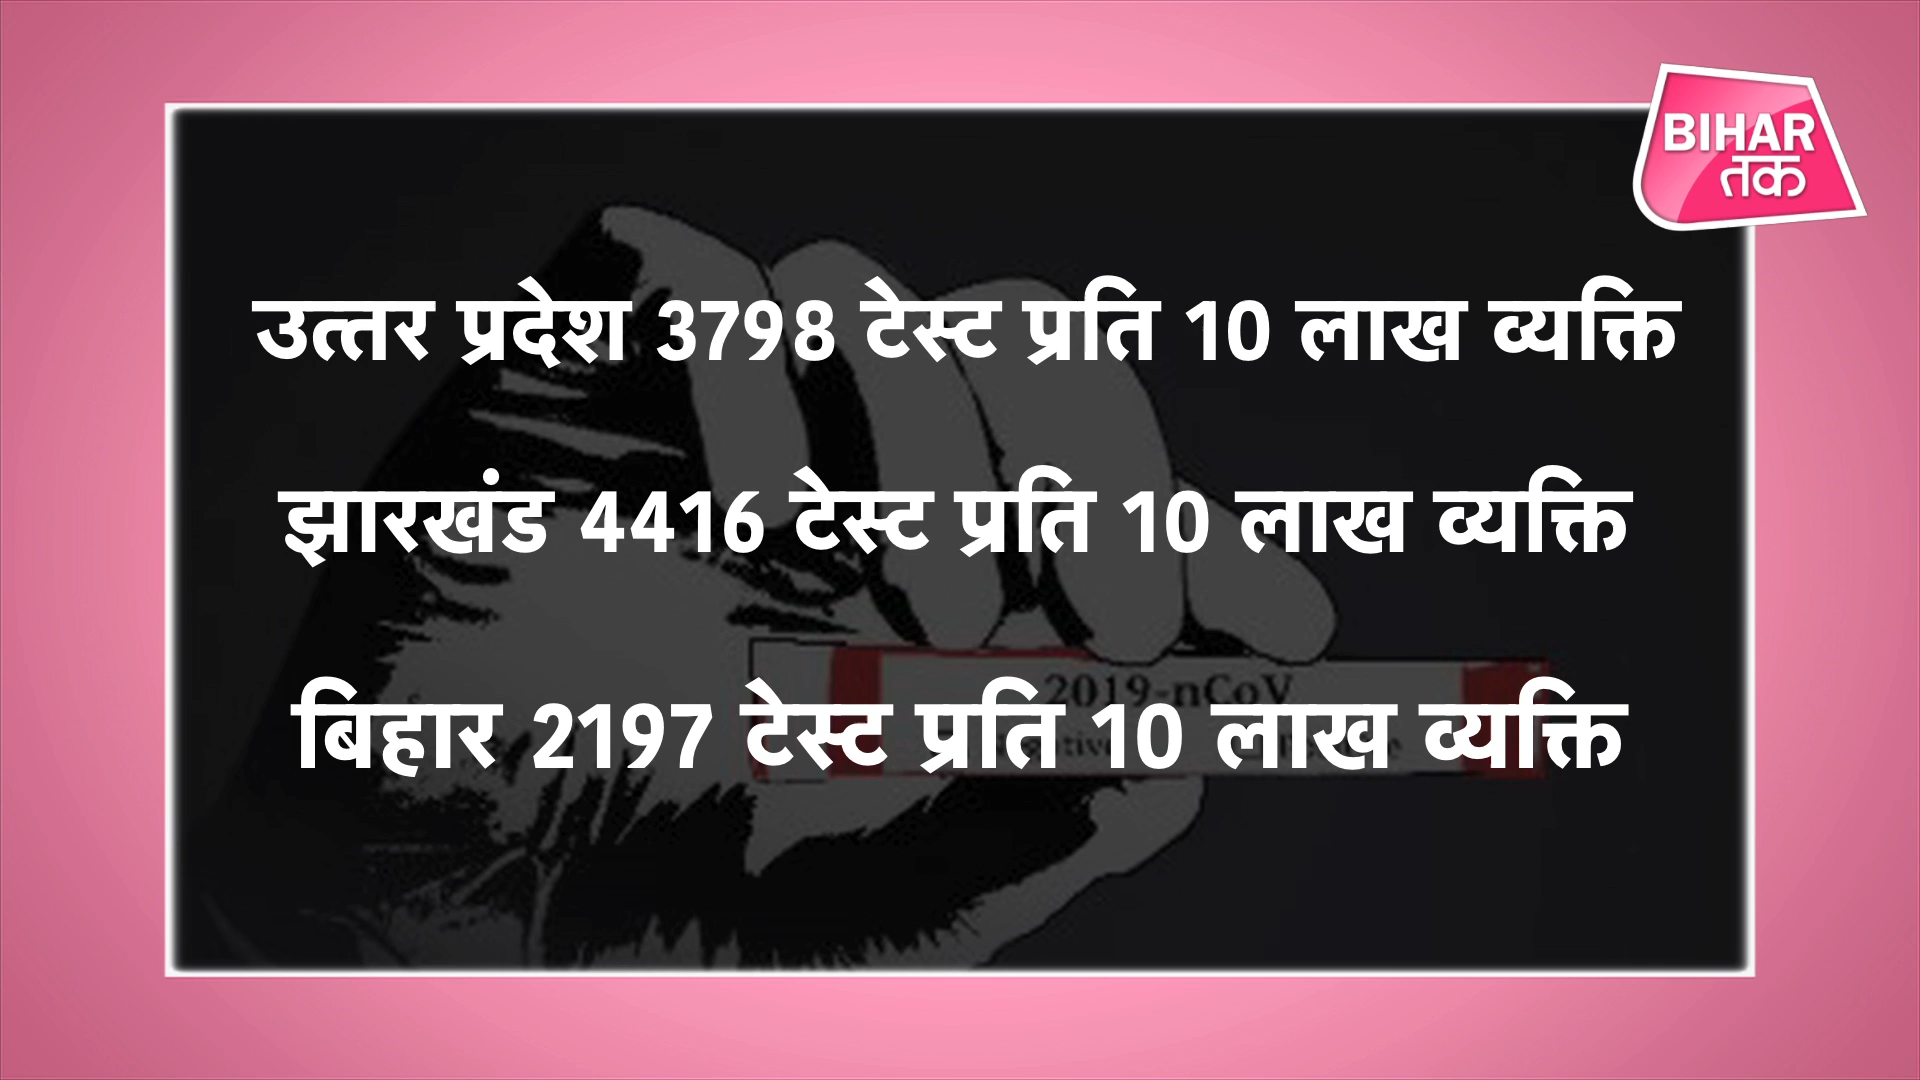 BIHAR
तक
उत्तर प्रदेश 3798 टेस्ट प्रति 10 लाख व्यक्ति
झारखंड 4416 टेस्ट प्रति 10 लाख व्यक्ति
2019-nCoV
बिहार 2197 टेस्ट प्रति 10 लाख व्यक्ति